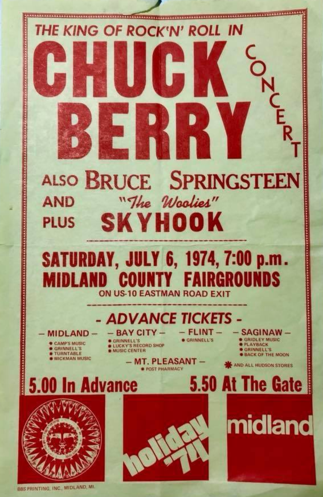 THE KING OF ROCK'N' ROLL IN
CONCERT
CHUCK
BERRY
ALSO BRUCE SPRINGSTEEN
AND "The Woolies"
PLUS SKYHOOK
SATURDAY, JULY 6, 1974, 7:00 p.m.
MIDLAND COUNTY FAIRGROUNDS
ON US-10 EASTMAN ROAD EXIT
- ADVANCE TICKETS -
— MIDLAND — — BAY CITY — — FLINT — — SAGINAW —
CAMP'S MUSIC
GRINNELL'S
TURNTABLE
WICKMAN MUSIC
GRINNELL'S
LUCKY'S RECORD SHOP
MUSIC CENTER
GRINNELL'S
GRIDLEY MUSIC
PLAYBACK
GRINNELL'S
BACK OF THE MOON
— MT. PLEASANT —
POST PHARMACY
AND ALL HUDSON STORES
5.00 In Advance 5.50 At The Gate
holiday
'74
midland
PRINTING, INC., MIDLAND, MI.